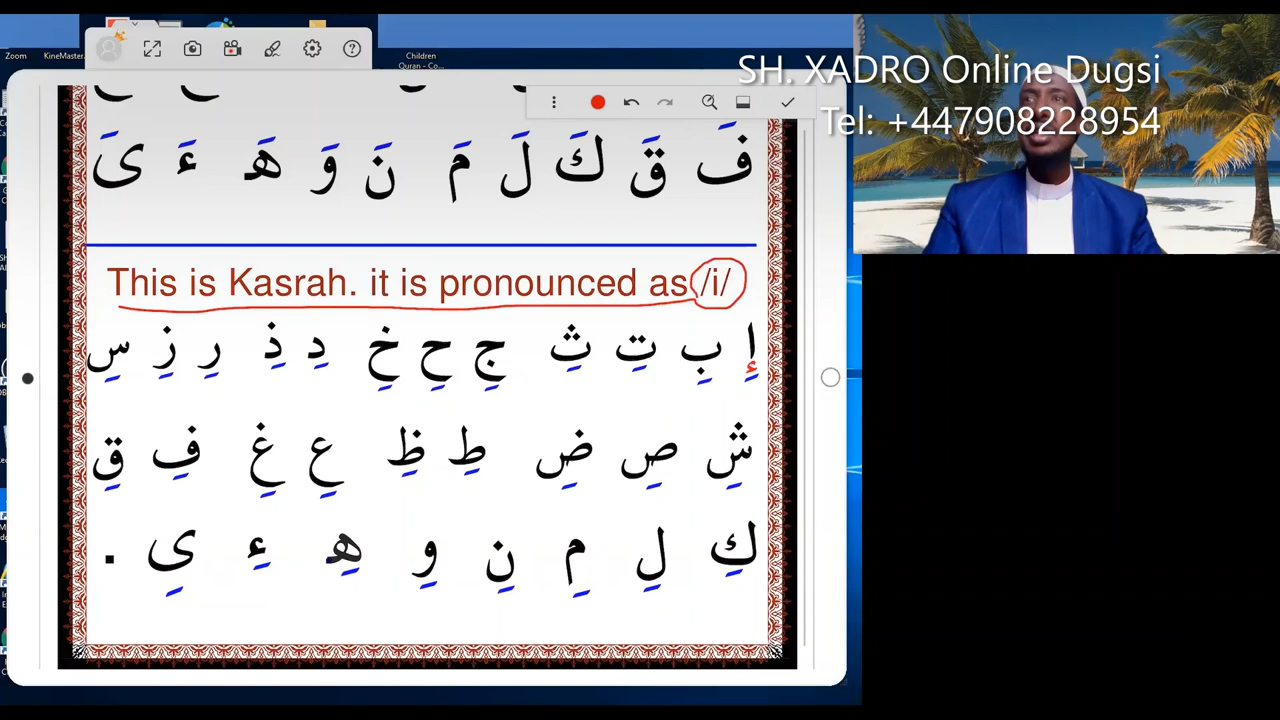 Zoom
KineMaster
Children
Quran - Co...
SH. XADRO Online Dugsi
Tel: +447908228954
فَ قَ كَ لَ مَ نَ وَ هَ ءَ ىَ
This is Kasrah. it is pronounced as /i/
إِ بِ تِ ثِ جِ حِ خِ دِ ذِ رِ زِ سِ
شِ صِ ضِ طِ ظِ عِ غِ فِ قِ
كِ لِ مِ نِ وِ هِ ءِ ىِ .